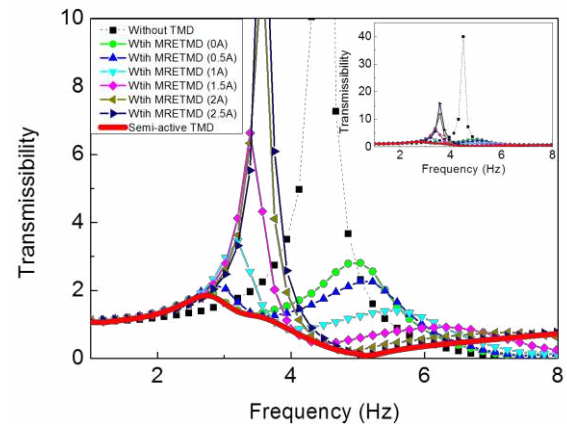 10
8
6
4
2
0
Transmissibility
2
4
6
8
Frequency (Hz)
Without TMD
Wtih MRETMD (0A)
Wtih MRETMD (0.5A)
Wtih MRETMD (1A)
Wtih MRETMD (1.5A)
Wtih MRETMD (2A)
Wtih MRETMD (2.5A)
Semi-active TMD
40
30
20
10
0
Transmissibility
2
4
6
8
Frequency (Hz)